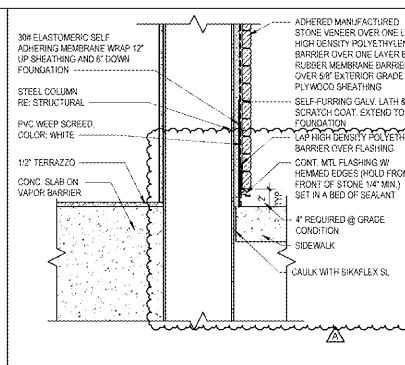 30# ELASTOMERIC SELF
ADHERING MEMBRANE WRAP 12"
UP SHEATHING AND 6" DOWN
FOUNDATION
STEEL COLUMN
RE: STRUCTURAL
PVC WEEP SCREED,
COLOR: WHITE
1/2" TERRAZZO
CONC. SLAB ON
VAPOR BARRIER
ADHERED MANUFACTURED
STONE VENEER OVER ONE L
HIGH DENSITY POLYETHYLEN
BARRIER OVER ONE LAYER E
RUBBER MEMBRANE BARRIE
OVER 5/8" EXTERIOR GRADE
PLYWOOD SHEATHING
SELF-FURRING GALV. LATH &
SCRATCH COAT. EXTEND TO
FOUNDATION
LAP HIGH DENSITY POLYETH
BARRIER OVER FLASHING
CONT. MTL FLASHING W/
HEMMED EDGES (HOLD FROM
FRONT OF STONE 1/4" MIN.)
SET IN A BED OF SEALANT
2"
TYP.
4" REQUIRED @ GRADE
CONDITION
SIDEWALK
CAULK WITH SIKAFLEX SL
A